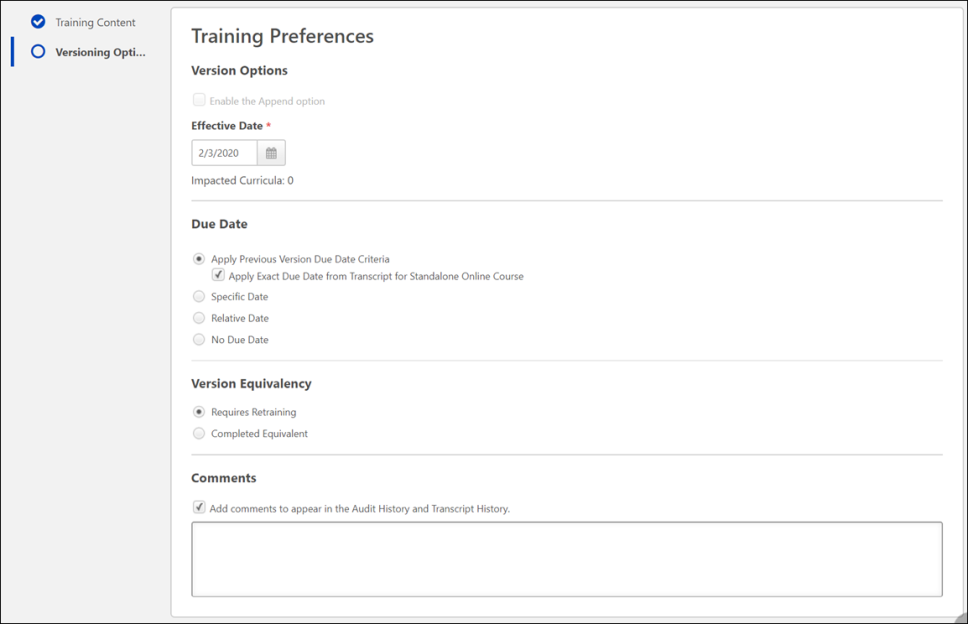 Training Content
Versioning Opti...
Training Preferences
Version Options
Enable the Append option
Effective Date *
2/3/2020
Impacted Curricula: 0
Due Date
Apply Previous Version Due Date Criteria
Apply Exact Due Date from Transcript for Standalone Online Course
Specific Date
Relative Date
No Due Date
Version Equivalency
Requires Retraining
Completed Equivalent
Comments
Add comments to appear in the Audit History and Transcript History.